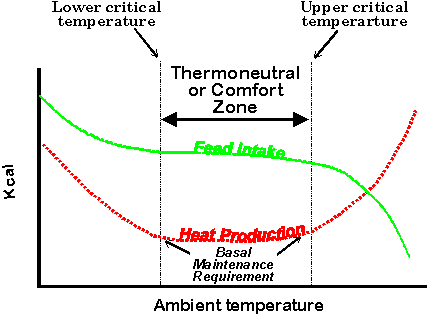 Lower critical
temperature
Upper critical
temperarture
Thermoneutral
or Comfort
Zone
Feed Intake
Heat Production
Basal
Maintenance
Requirement
Kcal
Ambient temperature